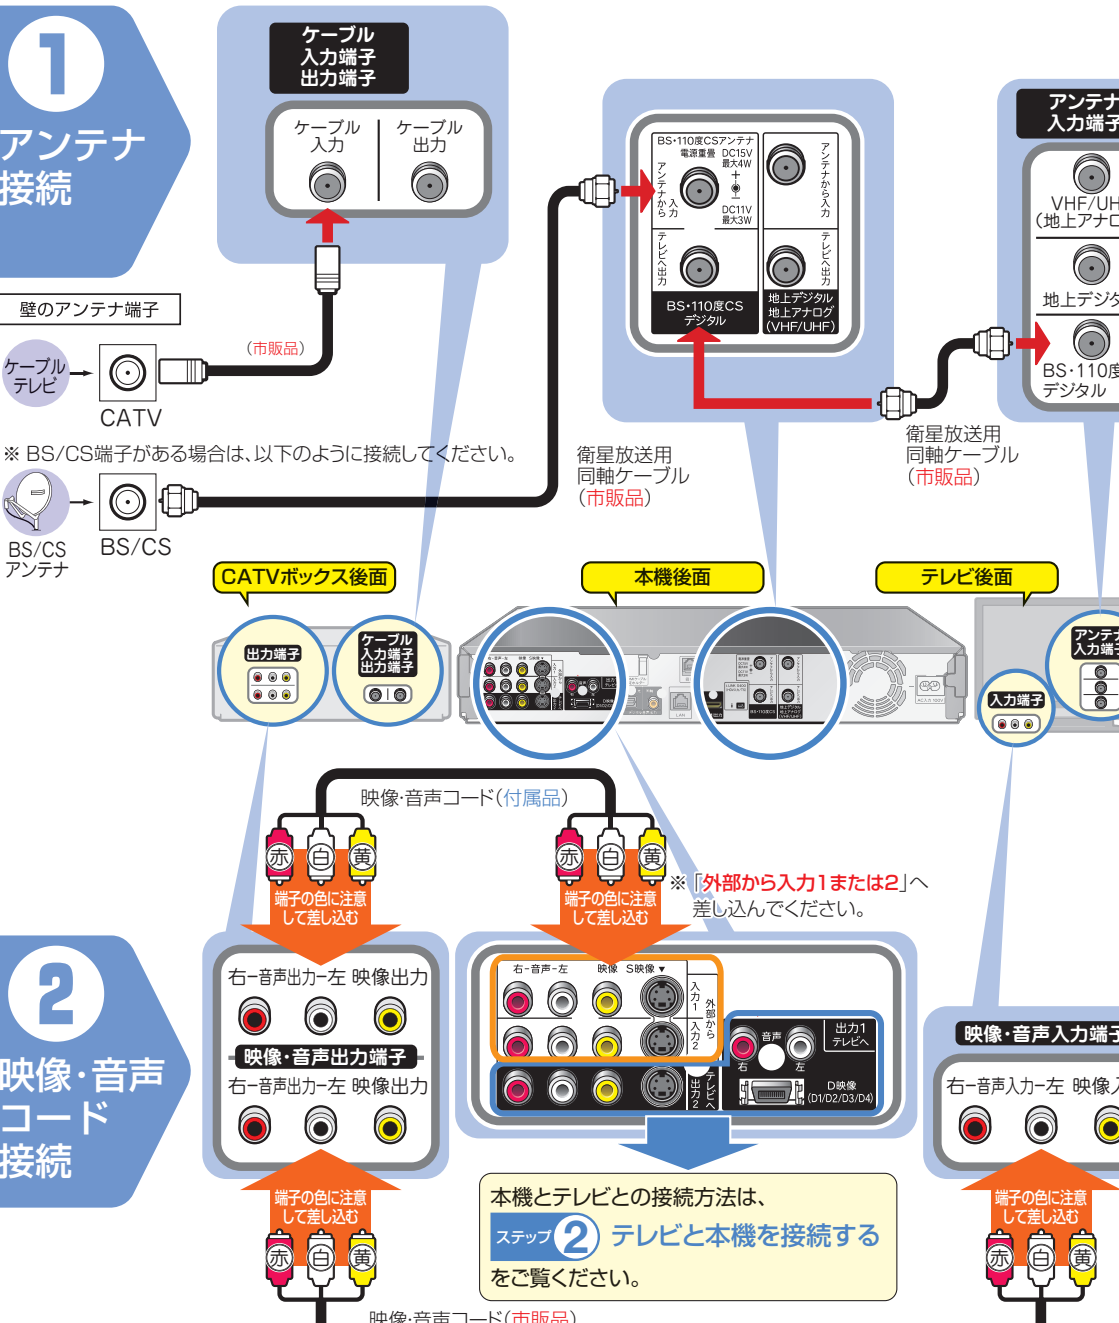 1
アンテナ
接続
ケーブル
入力端子
出力端子
ケーブル
入力
ケーブル
出力
壁のアンテナ端子
ケーブル
テレビ
CATV
(市販品)
※ BS/CS端子がある場合は、以下のように接続してください。
BS/CS
アンテナ
BS/CS
BS・110度CSアンテナ
電源重畳 DC15V
最大4W
DC11V
最大3W
アンテナから入力
テレビへ出力
BS・110度CS
デジタル
アンテナから入力
テレビへ出力
地上デジタル
地上アナログ
(VHF/UHF)
衛星放送用
同軸ケーブル
(市販品)
アンテナ
入力端子
VHF/UH
(地上アナロ
地上デジタ
BS・110度
デジタル
衛星放送用
同軸ケーブル
(市販品)
CATVボックス後面
本機後面
テレビ後面
出力端子
ケーブル
入力端子
出力端子
アンテナ
入力端子
入力端子
LAN
2
映像・音声
コード
接続
映像・音声コード(付属品)
赤 白 黄
端子の色に注意
して差し込む
赤 白 黄
端子の色に注意
して差し込む
※「外部から入力1または2」へ
差し込んでください。
右-音声出力-左 映像出力
映像・音声出力端子
右-音声出力-左 映像出力
右-音声-左 映像 S映像▼
外部から
入力1
入力2
テレビへ
出力2
音声
右 左
出力1
テレビへ
D映像
(D1/D2/D3/D4)
映像・音声入力端子
右-音声入力-左 映像入
端子の色に注意
して差し込む
赤 白 黄
映像・音声コード(市販品)
本機とテレビとの接続方法は、
ステップ2 テレビと本機を接続する
をご覧ください。
端子の色に注意
して差し込む
赤 白 黄